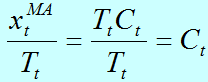 x_t^{MA} / T_t = T_t C_t / T_t = C_t